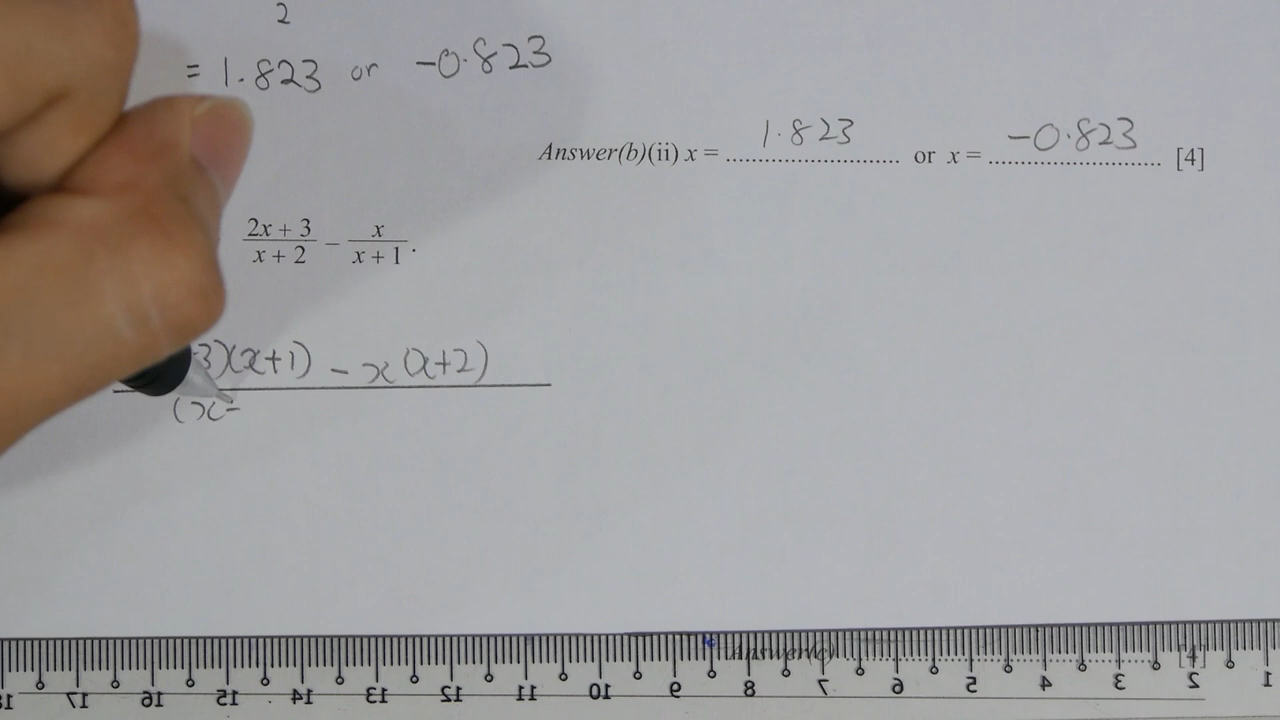 2
= 1.823 or -0.823
Answer(b)(ii) x = 1.823 or x = -0.823 [4]
2x + 3 / x + 2 − x / x + 1 .
3)(x+1) - x(x+2)
(x
Answer(c) [4]
17 16 15 14 13 12 11 10 9 8 7 6 5 4 3 2 1